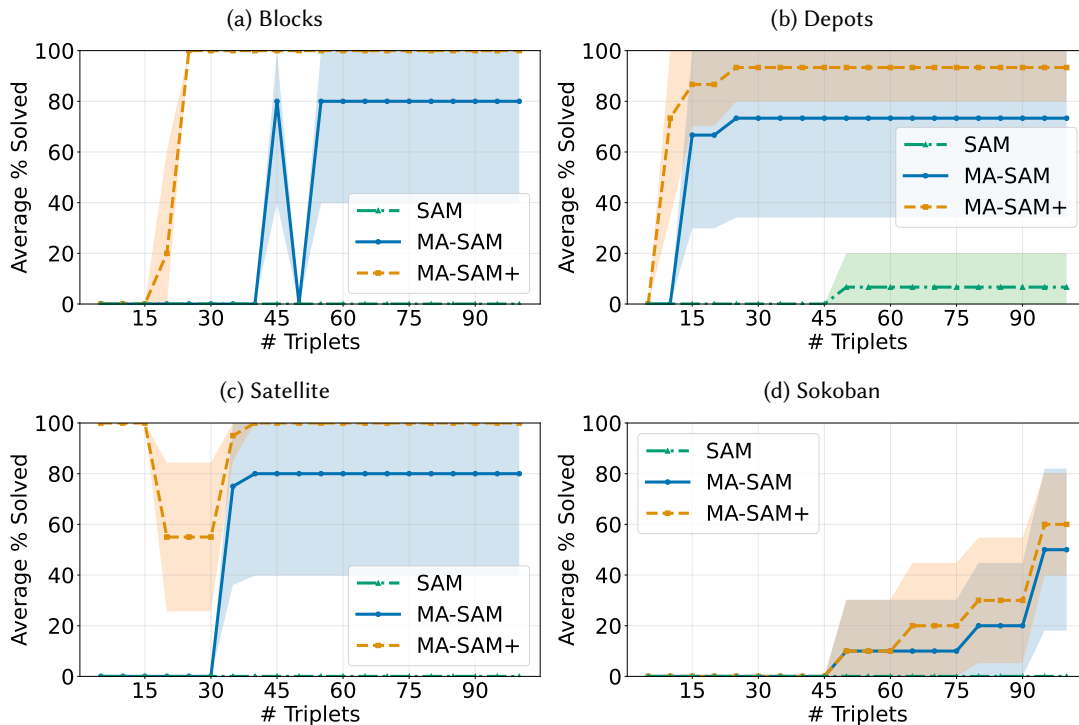 (a) Blocks
100
80
60
40
20
0
Average % Solved
15 30 45 60 75 90
# Triplets
SAM
MA-SAM
MA-SAM+
(b) Depots
100
80
60
40
20
0
Average % Solved
15 30 45 60 75 90
# Triplets
SAM
MA-SAM
MA-SAM+
(c) Satellite
100
80
60
40
20
0
Average % Solved
15 30 45 60 75 90
# Triplets
SAM
MA-SAM
MA-SAM+
(d) Sokoban
100
80
60
40
20
0
Average % Solved
15 30 45 60 75 90
# Triplets
SAM
MA-SAM
MA-SAM+